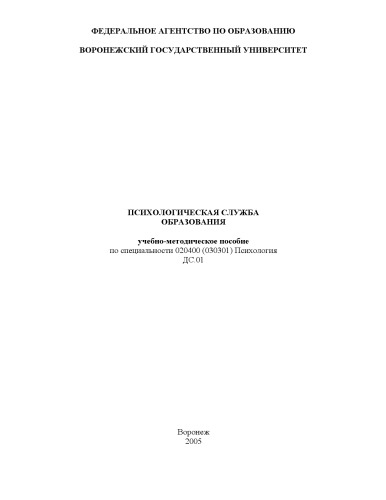 ФЕДЕРАЛЬНОЕ АГЕНТСТВО ПО ОБРАЗОВАНИЮ
ВОРОНЕЖСКИЙ ГОСУДАРСТВЕННЫЙ УНИВЕРСИТЕТ
ПСИХОЛОГИЧЕСКАЯ СЛУЖБА
ОБРАЗОВАНИЯ
учебно-методическое пособие
по специальности 020400 (030301) Психология
ДС.01
Воронеж
2005